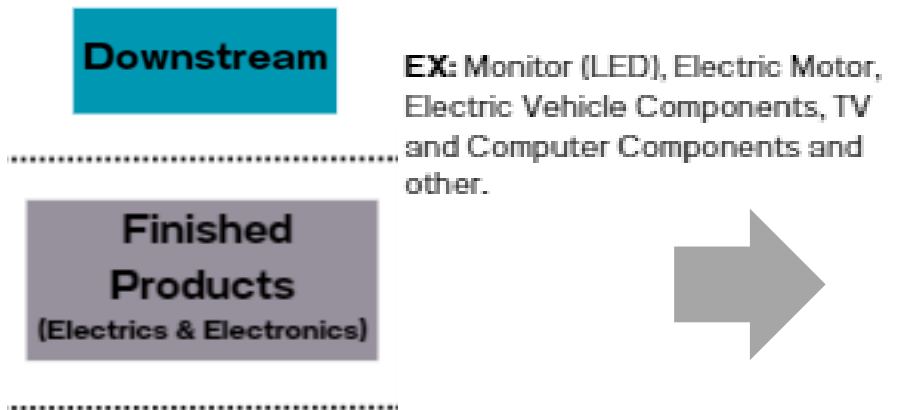 Downstream
EX: Monitor (LED), Electric Motor,
Electric Vehicle Components, TV
and Computer Components and
other.
Finished
Products
(Electrics & Electronics)